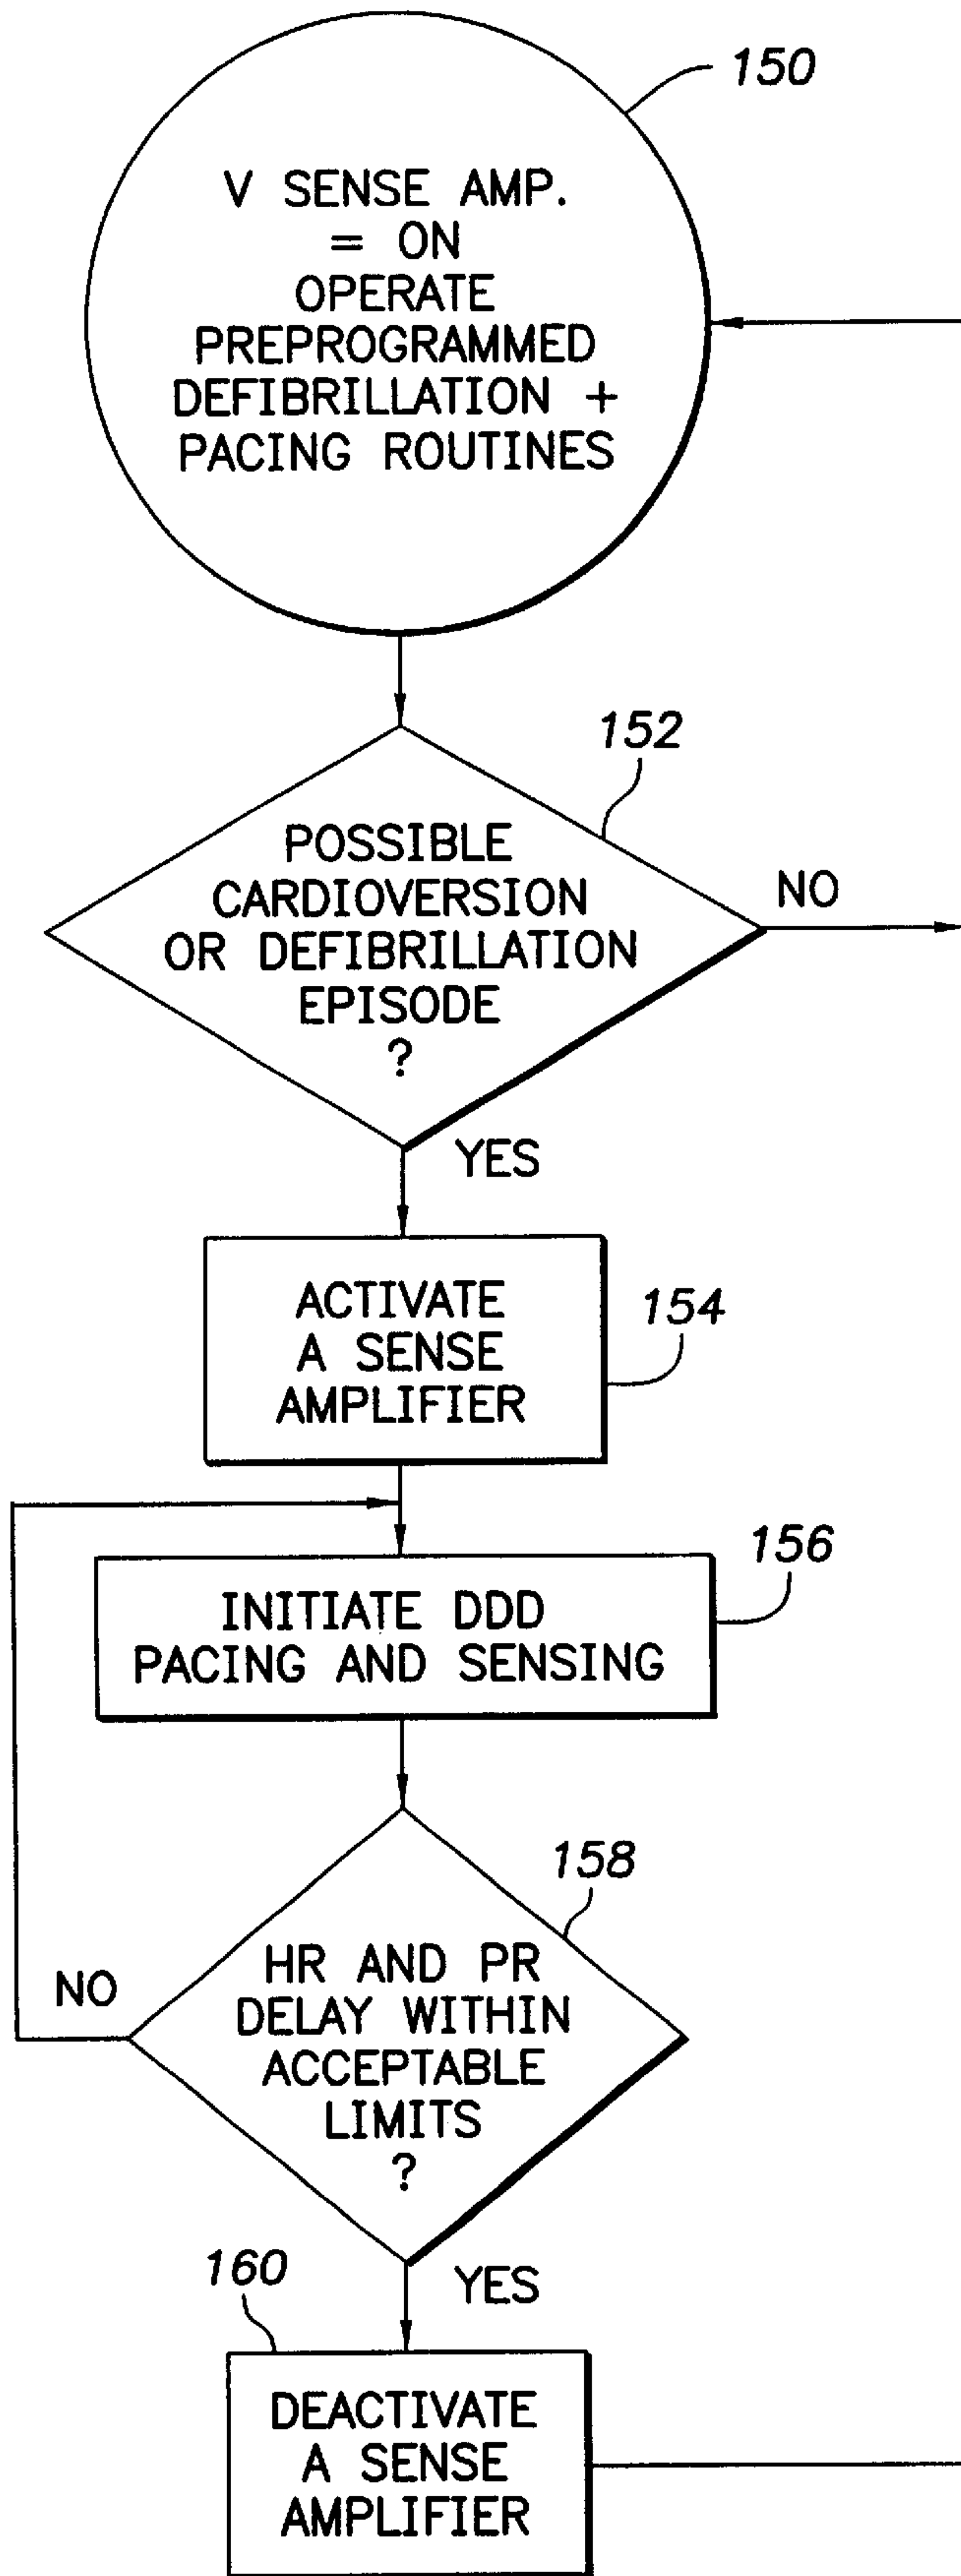 150
V SENSE AMP.
= ON
OPERATE
PREPROGRAMMED
DEFIBRILLATION +
PACING ROUTINES
152
POSSIBLE
CARDIOVERSION
OR DEFIBRILLATION
EPISODE
?
NO
YES
ACTIVATE
A SENSE
AMPLIFIER
154
INITIATE DDD
PACING AND SENSING
156
158
HR AND PR
DELAY WITHIN
ACCEPTABLE
LIMITS
?
NO
YES
160
DEACTIVATE
A SENSE
AMPLIFIER